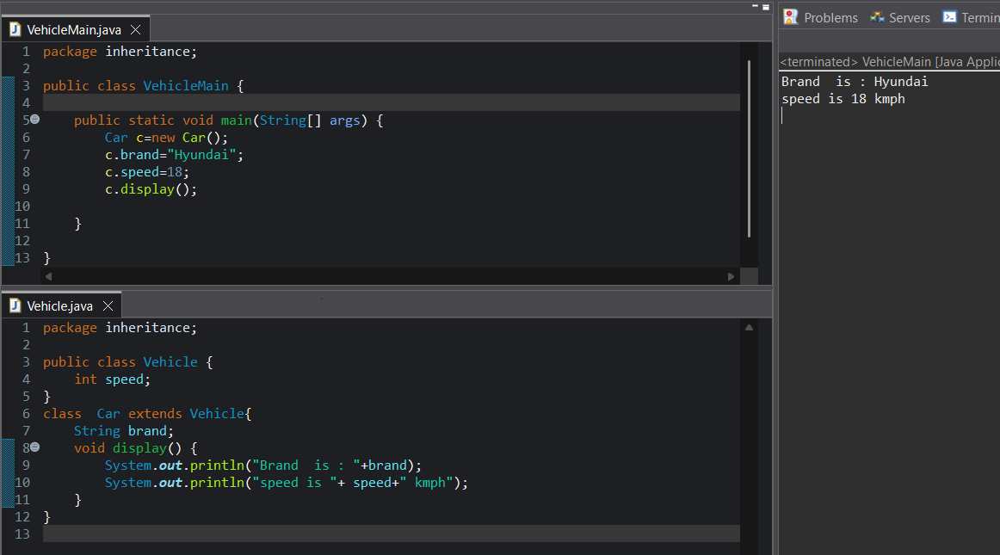 VehicleMain.java
1 package inheritance;
2
3 public class VehicleMain {
4
5 public static void main(String[] args) {
6 Car c=new Car();
7 c.brand="Hyundai";
8 c.speed=18;
9 c.display();
10
11 }
12
13 }
Vehicle.java
1 package inheritance;
2
3 public class Vehicle {
4 int speed;
5 }
6 class  Car extends Vehicle{
7 String brand;
8 void display() {
9 System.out.println("Brand  is : "+brand);
10 System.out.println("speed is "+ speed+" kmph");
11 }
12 }
13
Problems Servers Termin
<terminated> VehicleMain [Java Applic
Brand  is : Hyundai
speed is 18 kmph